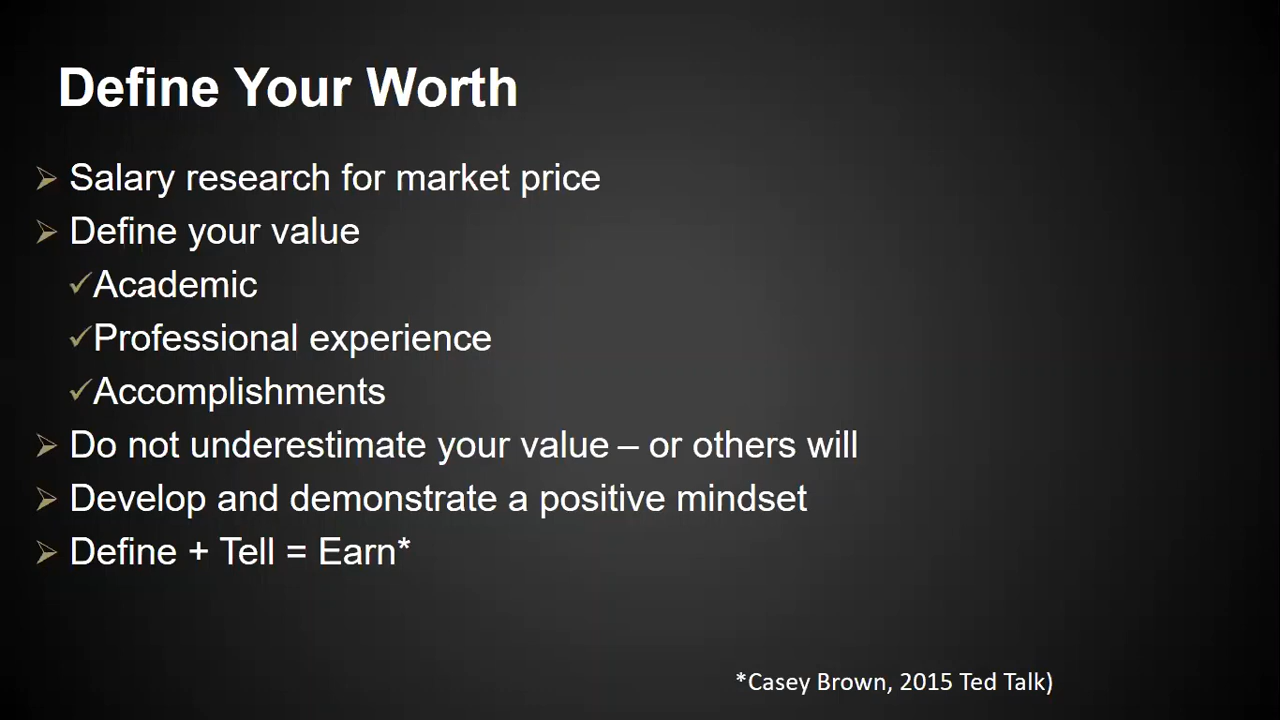 Define Your Worth
Salary research for market price
Define your value
Academic
Professional experience
Accomplishments
Do not underestimate your value – or others will
Develop and demonstrate a positive mindset
Define + Tell = Earn*
*Casey Brown, 2015 Ted Talk)